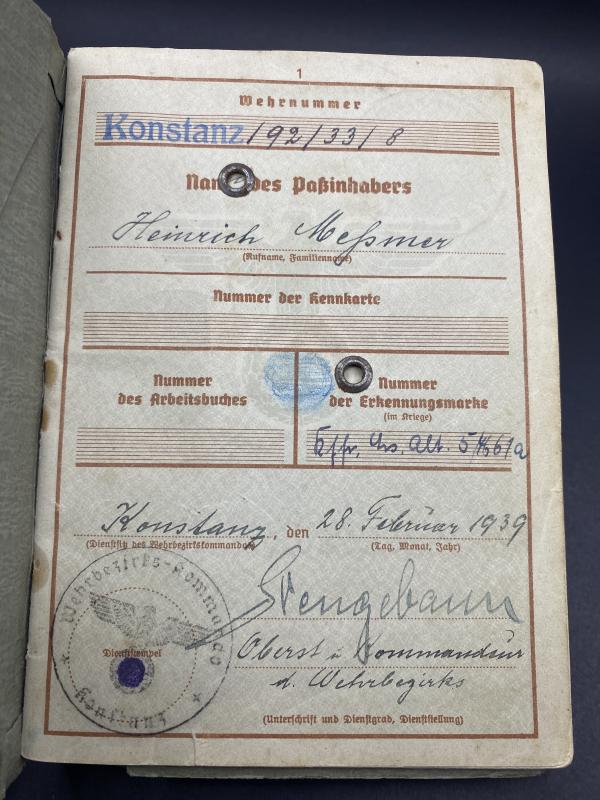 1
Wehrnummer
Konstanz/92/33/8
Name des Paßinhabers
Heinrich Meßmer
(Rufname, Familienname)
Nummer der Kennkarte
Nummer
des Arbeitsbuches
Nummer
der Erkennungsmarke
(im Kriege)
Konstanz, den 28. Februar 1939
(Dienstsitz des Wehrbezirkskommandos)
(Tag, Monat, Jahr)
Wehrbezirks-Kommando
Dienststempel
Oberst u Kommandeur
d. Wehrbezirks
(Unterschrift und Dienstgrad, Dienststellung)